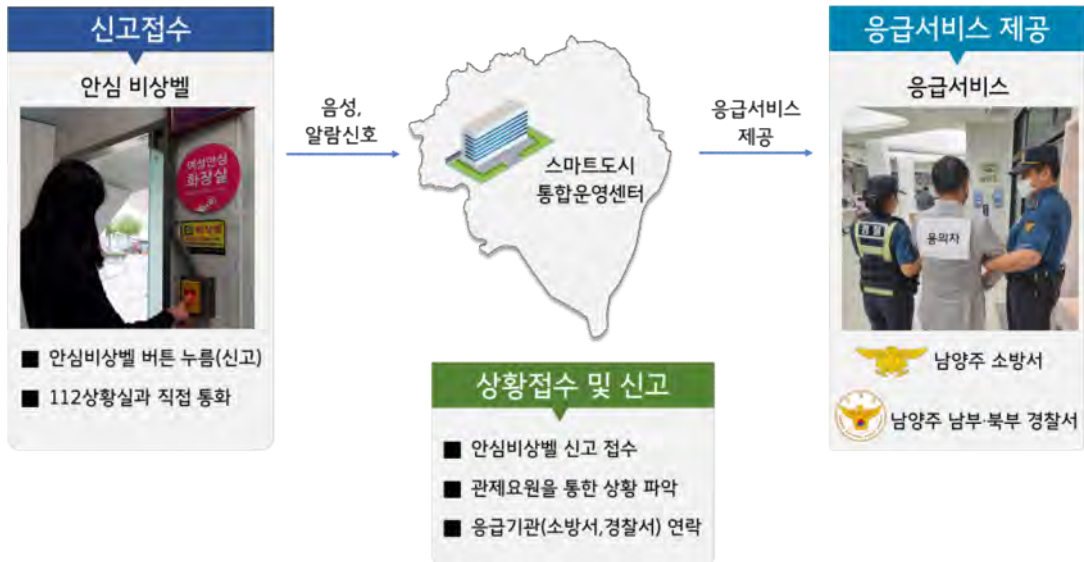 신고접수
안심 비상벨
여성안심
화장실
비상벨
■ 안심비상벨 버튼 누름(신고)
■ 112상황실과 직접 통화
음성,
알람신호
스마트도시
통합운영센터
상황접수 및 신고
■ 안심비상벨 신고 접수
■ 관제요원을 통한 상황 파악
■ 응급기관(소방서,경찰서) 연락
응급서비스
제공
응급서비스 제공
응급서비스
경찰
용의자
남양주 소방서
남양주 남부·북부 경찰서